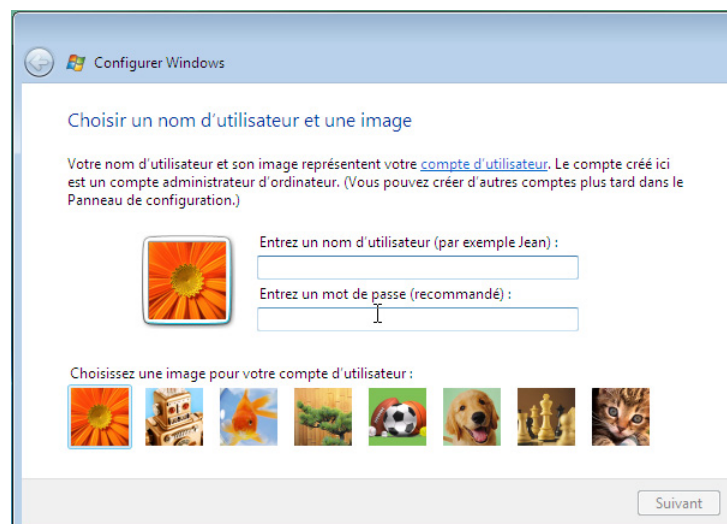 Configurer Windows
Choisir un nom d'utilisateur et une image
Votre nom d'utilisateur et son image représentent votre compte d'utilisateur. Le compte créé ici
est un compte administrateur d'ordinateur. (Vous pouvez créer d'autres comptes plus tard dans le
Panneau de configuration.)
Entrez un nom d'utilisateur (par exemple Jean) :
Entrez un mot de passe (recommandé) :
Choisissez une image pour votre compte d'utilisateur :
Suivant